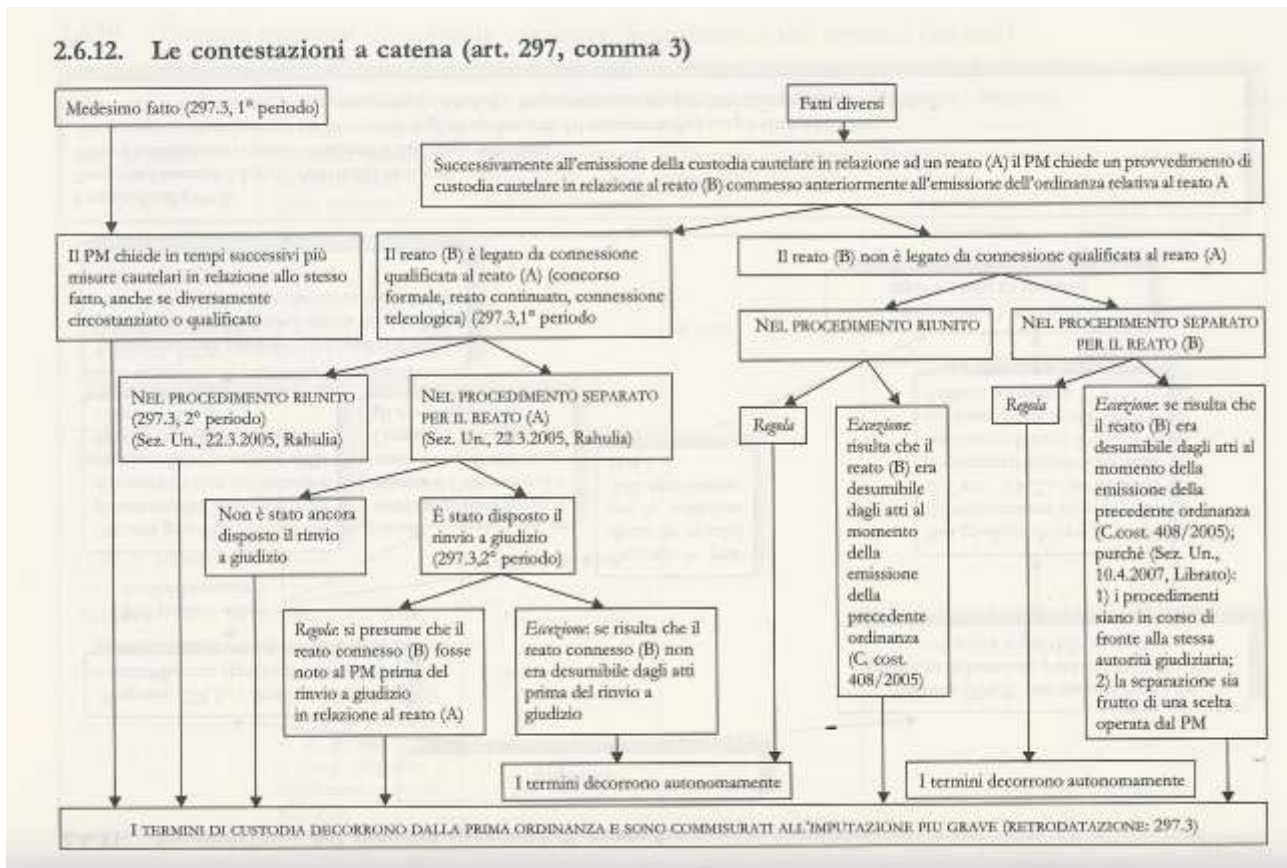 2.6.12. Le contestazioni a catena (art. 297, comma 3)
Medesimo fatto (297.3, 1° periodo)
Fatti diversi
Successivamente all'emissione della custodia cautelare in relazione ad un reato (A) il PM chiede un provvedimento di
custodia cautelare in relazione al reato (B) commesso anteriormente all'emissione dell'ordinanza relativa al reato A
Il PM chiede in tempi successivi più
misure cautelari in relazione allo stesso
fatto, anche se diversamente
circostanziato o qualificato
Il reato (B) è legato da connessione
qualificata al reato (A) (concorso
formale, reato continuato, connessione
teleologica) (297.3,1° periodo
Il reato (B) non è legato da connessione qualificata al reato (A)
NEL PROCEDIMENTO RIUNITO
NEL PROCEDIMENTO SEPARATO
PER IL REATO (B)
NEL PROCEDIMENTO RIUNITO
(297.3, 2° periodo)
(Sez. Un., 22.3.2005, Rahulia)
NEL PROCEDIMENTO SEPARATO
PER IL REATO (A)
(Sez. Un., 22.3.2005, Rahulia)
Regola
Eccezione:
risulta che il
reato (B) era
desumibile
dagli atti al
momento
della
emissione
della
precedente
ordinanza
(C. cost.
408/2005)
Regola
Eccezione: se risulta che
il reato (B) era
desumibile dagli atti al
momento della
emissione della
precedente ordinanza
(C.cost. 408/2005);
purchè (Sez. Un.,
10.4.2007, Librato):
1) i procedimenti
siano in corso di
fronte alla stessa
autorità giudiziaria;
2) la separazione sia
frutto di una scelta
operata dal PM
Non è stato ancora
disposto il rinvio
a giudizio
È stato disposto il
rinvio a giudizio
(297.3,2° periodo)
Regola: si presume che il
reato connesso (B) fosse
noto al PM prima del
rinvio a giudizio
in relazione al reato (A)
Eccezione: se risulta che il
reato connesso (B) non
era desumibile dagli atti
prima del rinvio a
giudizio
I termini decorrono autonomamente
I termini decorrono autonomamente
I TERMINI DI CUSTODIA DECORRONO DALLA PRIMA ORDINANZA E SONO COMMISURATI ALL'IMPUTAZIONE PIU GRAVE (RETRODATAZIONE: 297.3)